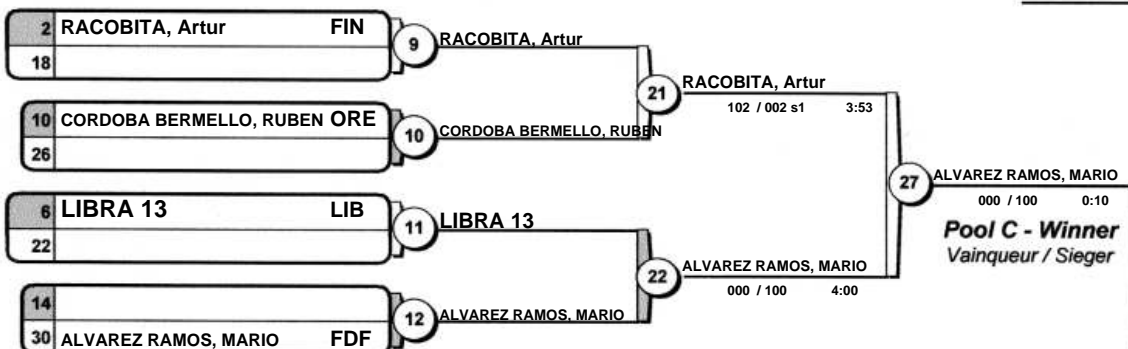 2 RACOBITA, Artur FIN
18
9 RACOBITA, Artur
10 CORDOBA BERMELLO, RUBEN ORE
26
10 CORDOBA BERMELLO, RUBEN
21 RACOBITA, Artur
102 / 002 s1 3:53
6 LIBRA 13 LIB
22
11 LIBRA 13
14
30 ALVAREZ RAMOS, MARIO FDF
12 ALVAREZ RAMOS, MARIO
22 ALVAREZ RAMOS, MARIO
000 / 100 4:00
27 ALVAREZ RAMOS, MARIO
000 / 100 0:10
Pool C - Winner
Vainqueur / Sieger